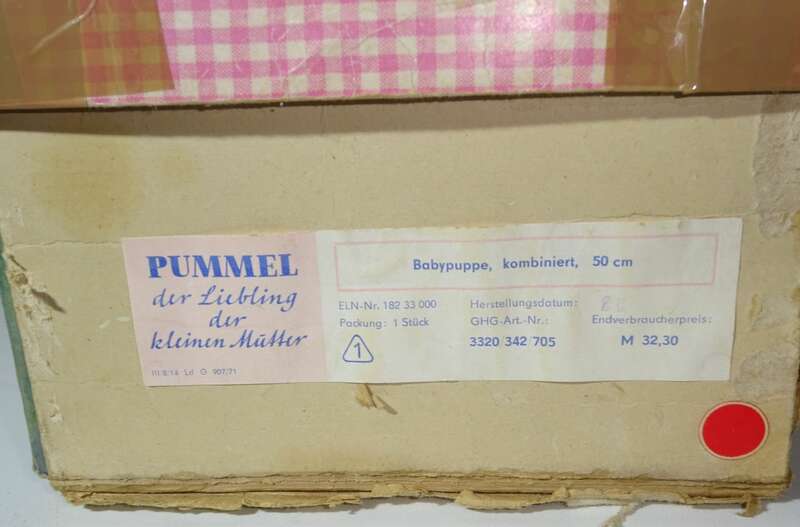 PUMMEL
der Liebling
der
kleinen Mutter
III/8/14 Ld G 907/71
Babypuppe, kombiniert, 50 cm
ELN-Nr. 182 33 000
Packung: 1 Stück
1
Herstellungsdatum:
GHG-Art.-Nr.:
3320 342 705
Endverbraucherpreis:
M 32,30